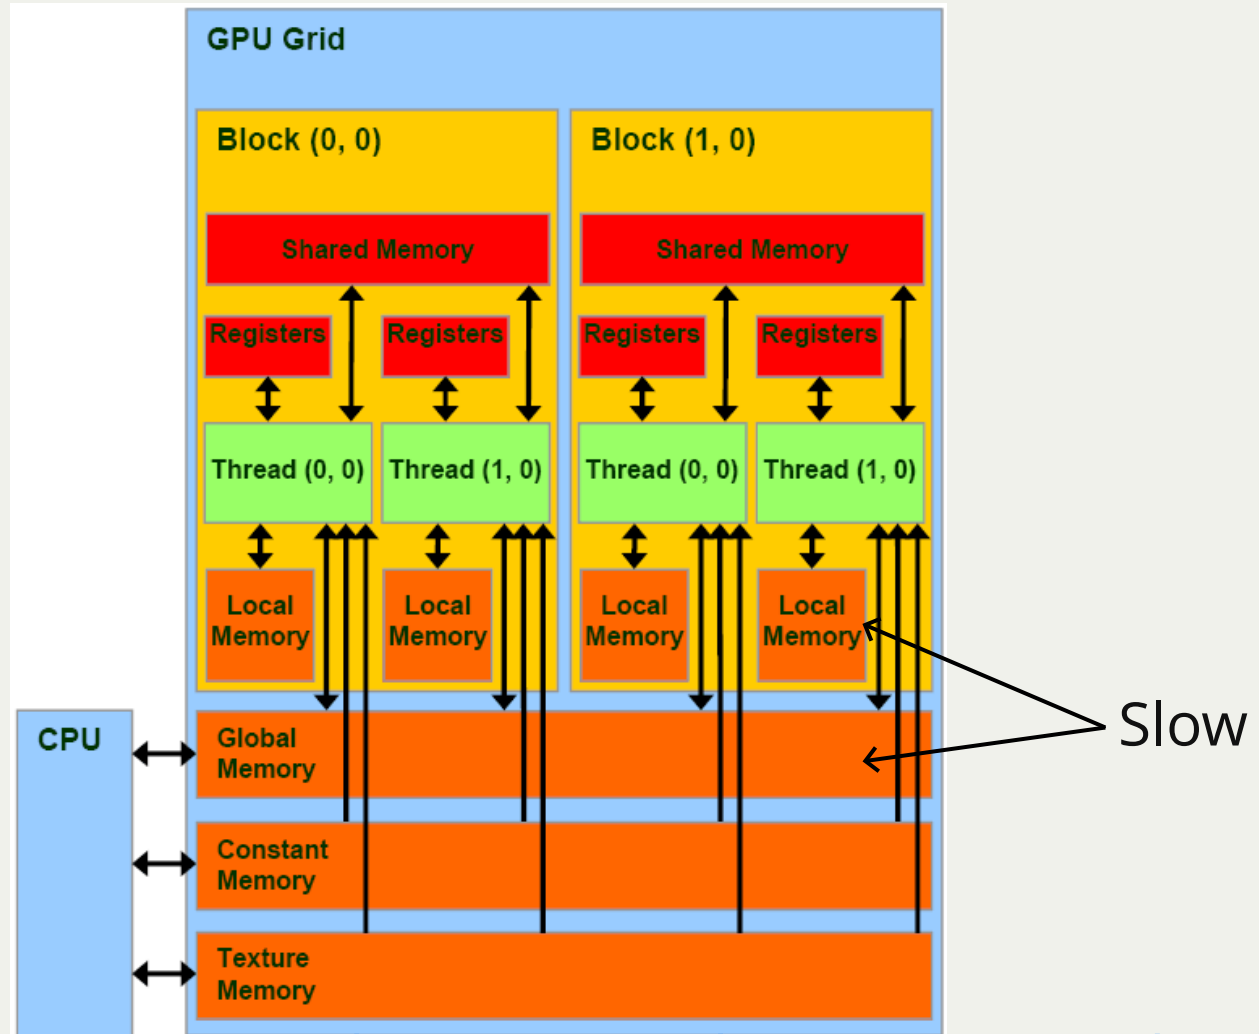 GPU Grid
Block (0, 0)
Block (1, 0)
Shared Memory
Shared Memory
Registers
Registers
Registers
Registers
Thread (0, 0)
Thread (1, 0)
Thread (0, 0)
Thread (1, 0)
Local
Memory
Local
Memory
Local
Memory
Local
Memory
Slow
CPU
Global
Memory
Constant
Memory
Texture
Memory